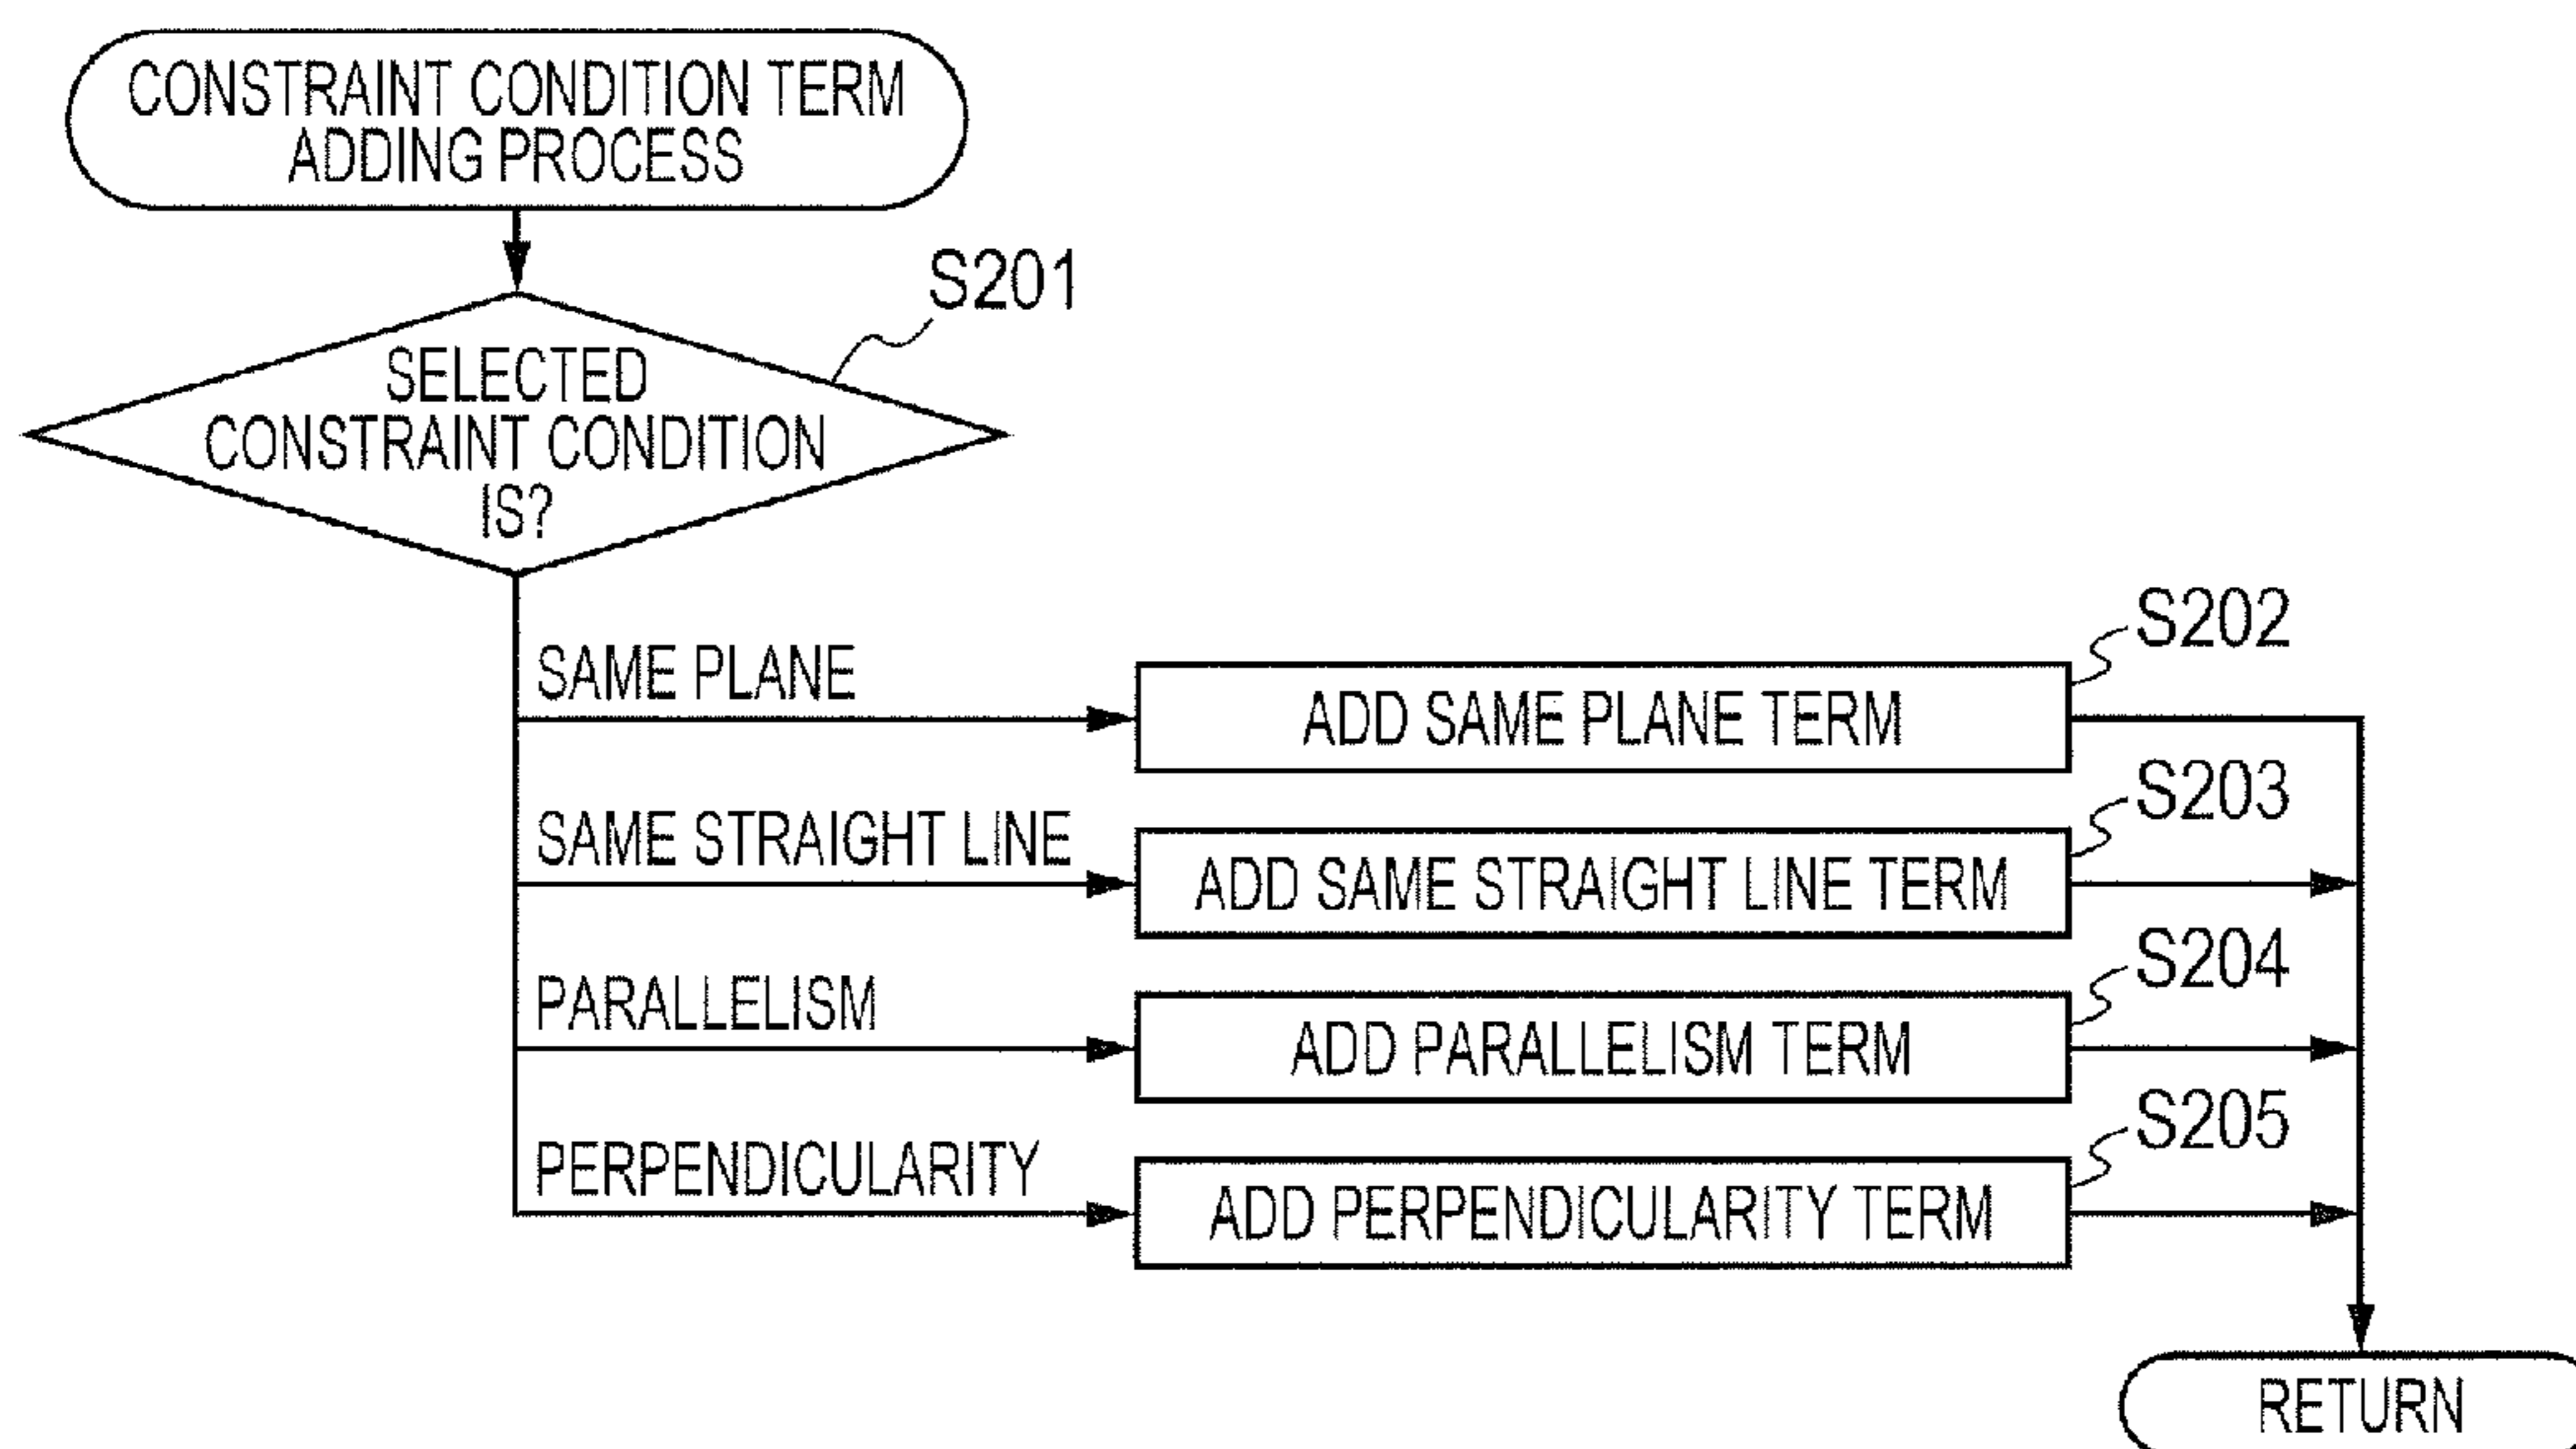 CONSTRAINT CONDITION TERM
ADDING PROCESS
S201
SELECTED
CONSTRAINT CONDITION
IS?
SAME PLANE
ADD SAME PLANE TERM
S202
SAME STRAIGHT LINE
ADD SAME STRAIGHT LINE TERM
S203
PARALLELISM
ADD PARALLELISM TERM
S204
PERPENDICULARITY
ADD PERPENDICULARITY TERM
S205
RETURN